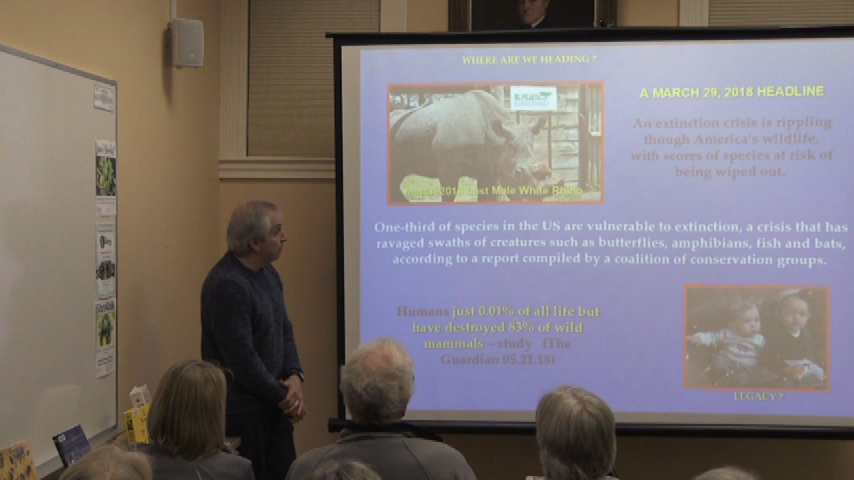 WHERE ARE WE HEADING ?
A MARCH 29, 2018 HEADLINE
An extinction crisis is rippling
though America's wildlife,
with scores of species at risk of
being wiped out.
Last Male White Rhino
One-third of species in the US are vulnerable to extinction, a crisis that has
ravaged swaths of creatures such as butterflies, amphibians, fish and bats,
according to a report compiled by a coalition of conservation groups.
Humans just 0.01% of all life but
have destroyed 83% of wild
mammals – study (The
Guardian 05.21.18)
LEGACY ?